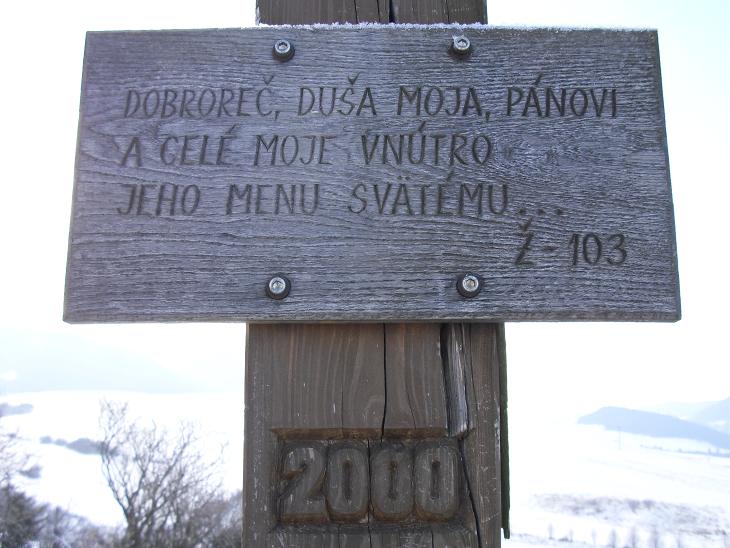 DOBROREČ, DUŠA MOJA, PÁNOVI
A CELÉ MOJE VNÚTRO
JEHO MENU SVÄTÉMU...
Ž-103
2000